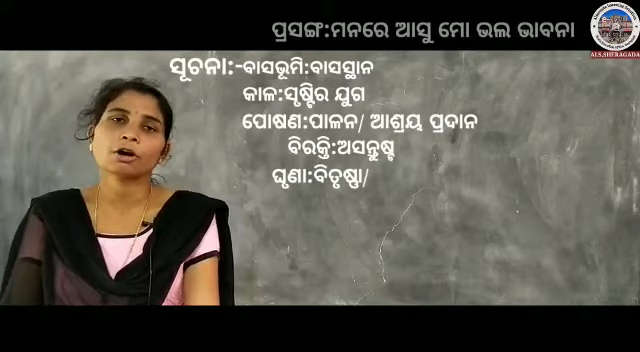 ପ୍ରସଙ୍ଗ:ମନରେ ଆସୁ ମୋ ଭଲ ଭାବନା
ସୂଚନା:-ବାସଭୂମି:ବାସସ୍ଥାନ
କାଳ:ସୃଷ୍ଟିର ଯୁଗ
ପୋଷଣ:ପାଳନ/ ଆଶ୍ରୟ ପ୍ରଦାନ
ବିରକ୍ତି:ଅସନ୍ତୁଷ୍ଟ
ଘୃଣା:ବିତୃଷ୍ଣା/
ALS,SHERAGADA